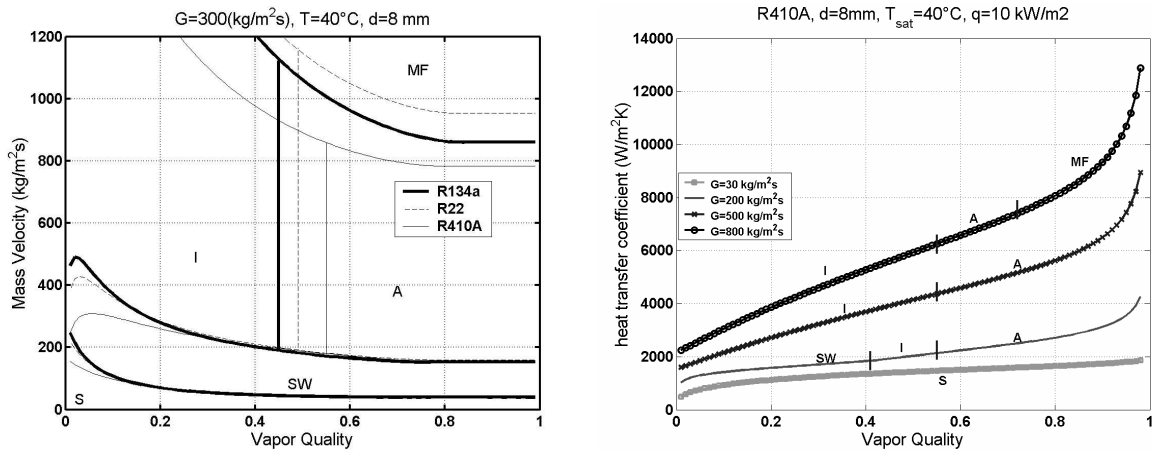 G=300(kg/m²s), T=40°C, d=8 mm
Mass Velocity (kg/m²s)
1200
1000
800
600
400
200
0
MF
R134a
R22
R410A
I
A
SW
S
0
0.2
0.4
0.6
0.8
1
Vapor Quality
R410A, d=8mm, T_sat=40°C, q=10 kW/m2
heat transfer coefficient (W/m²K)
14000
12000
10000
8000
6000
4000
2000
0
G=30 kg/m²s
G=200 kg/m²s
G=500 kg/m²s
G=800 kg/m²s
MF
A
I
A
I
A
I
SW
S
0
0.2
0.4
0.6
0.8
1
Vapor Quality